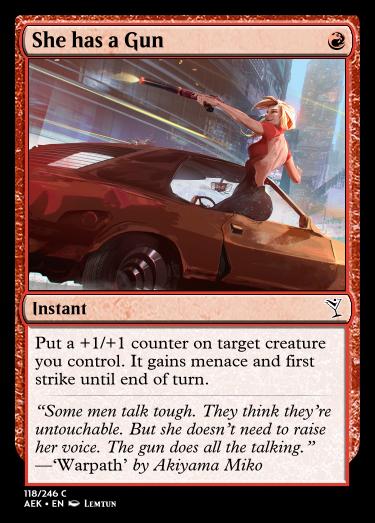 She has a Gun
Instant
Put a +1/+1 counter on target creature
you control. It gains menace and first
strike until end of turn.
“Some men talk tough. They think they’re
untouchable. But she doesn’t need to raise
her voice. The gun does all the talking.”
—‘Warpath’ by Akiyama Miko
118/246 C
AEK • EN Lemtun